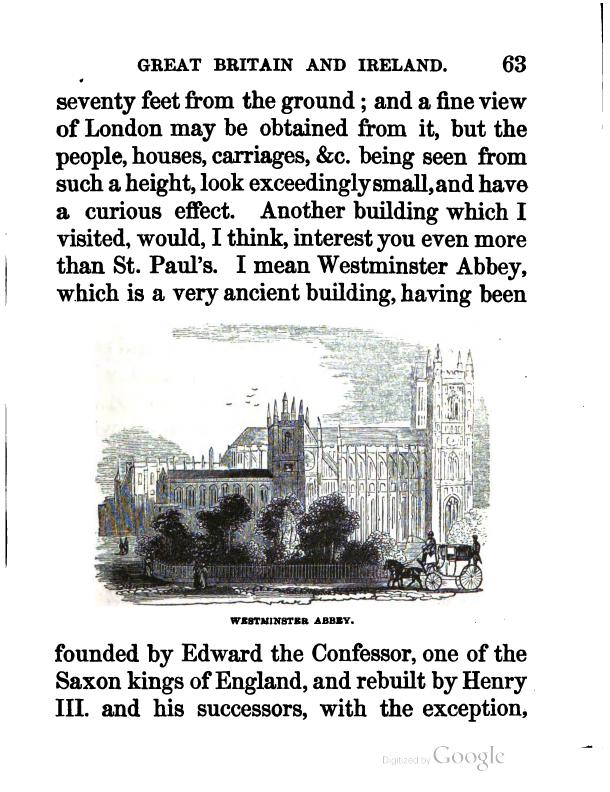 GREAT BRITAIN AND IRELAND. 63
seventy feet from the ground ; and a fine view
of London may be obtained from it, but the
people, houses, carriages, &c. being seen from
such a height, look exceedingly small, and have
a curious effect. Another building which I
visited, would, I think, interest you even more
than St. Paul's. I mean Westminster Abbey,
which is a very ancient building, having been
WESTMINSTER ABBEY.
founded by Edward the Confessor, one of the
Saxon kings of England, and rebuilt by Henry
III. and his successors, with the exception,
Digitized by Google